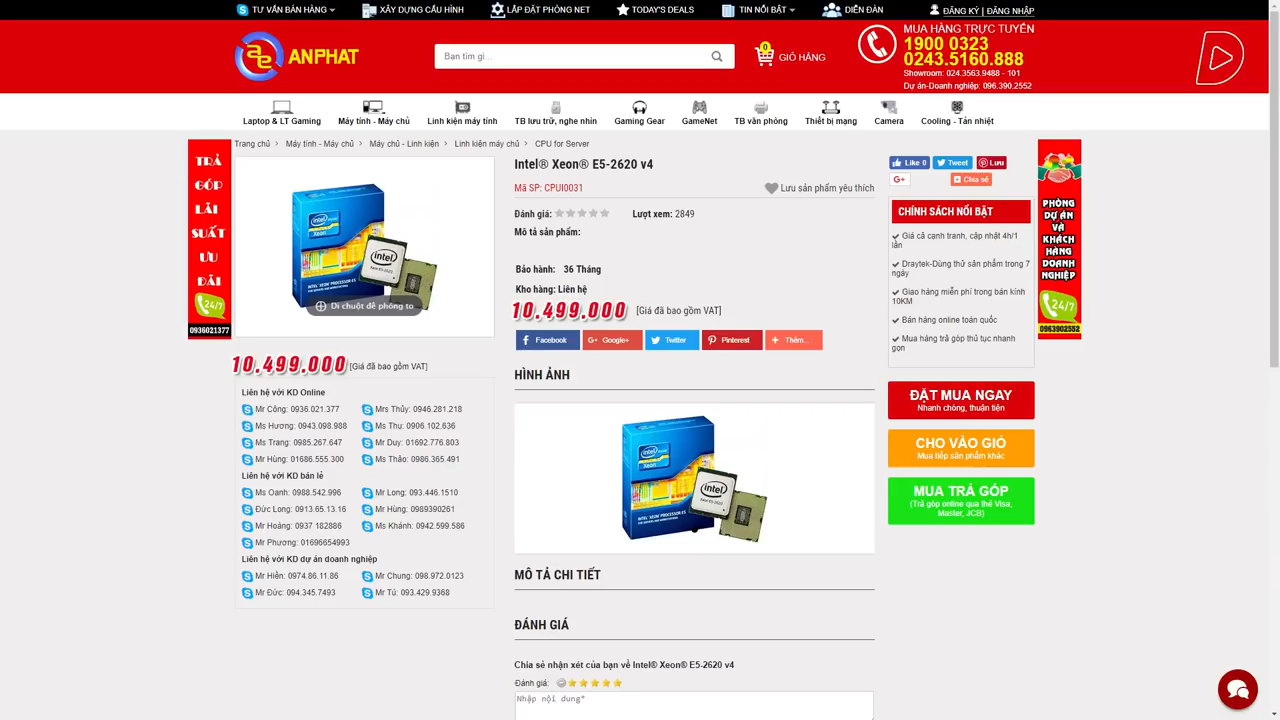 TƯ VẤN BÁN HÀNG
XÂY DỰNG CẤU HÌNH
LẮP ĐẶT PHÒNG NET
TODAY'S DEALS
TIN NỔI BẬT
DIỄN ĐÀN
ĐĂNG KÝ | ĐĂNG NHẬP
ANPHAT
Bạn tìm gì...
0
GIỎ HÀNG
MUA HÀNG TRỰC TUYẾN
1900 0323
0243.5160.888
Showroom: 024.3563.9488 - 101
Dự án-Doanh nghiệp: 096.390.2552
Laptop & LT Gaming
Máy tính - Máy chủ
Linh kiện máy tính
TB lưu trữ, nghe nhìn
Gaming Gear
GameNet
TB văn phòng
Thiết bị mạng
Camera
Cooling - Tản nhiệt
TRẢ
GÓP
LÃI
SUẤT
ƯU
ĐÃI
24/7
0936021377
Trang chủ › Máy tính - Máy chủ › Máy chủ - Linh kiện › Linh kiện máy chủ › CPU for Server
Di chuột để phóng to
10.499.000 [Giá đã bao gồm VAT]
Liên hệ với KD Online
Mr Công: 0936.021.377
Mrs Thủy: 0946.281.218
Ms Hương: 0943.098.988
Ms Thu: 0906.102.636
Ms Trang: 0985.267.647
Mr Duy: 01692.776.803
Mr Hùng: 01686.555.300
Ms Thảo: 0986.365.491
Liên hệ với KD bán lẻ
Ms Oanh: 0988.542.996
Mr Long: 093.446.1510
Đức Long: 0913.65.13.16
Mr Hùng: 0989390261
Mr Hoàng: 0937 182886
Ms Khánh: 0942.599.586
Mr Phương: 01696654993
Liên hệ với KD dự án doanh nghiệp
Mr Hiền: 0974.86.11.86
Mr Chung: 098.972.0123
Mr Đức: 094.345.7493
Mr Tú: 093.429.9368
Intel® Xeon® E5-2620 v4
Mã SP: CPUI0031
Lưu sản phẩm yêu thích
Đánh giá:
Lượt xem: 2849
Mô tả sản phẩm:
Bảo hành: 36 Tháng
Kho hàng: Liên hệ
10.499.000 [Giá đã bao gồm VAT]
Facebook
Google+
Twitter
Pinterest
Thêm...
HÌNH ẢNH
MÔ TẢ CHI TIẾT
ĐÁNH GIÁ
Chia sẻ nhận xét của bạn về Intel® Xeon® E5-2620 v4
Đánh giá:
Nhập nội dung*
Like 0
Tweet
Lưu
G+
Chia sẻ
CHÍNH SÁCH NỔI BẬT
Giá cả cạnh tranh, cập nhật 4h/1
lần
Draytek-Dùng thử sản phẩm trong 7
ngày
Giao hàng miễn phí trong bán kính
10KM
Bán hàng online toàn quốc
Mua hàng trả góp thủ tục nhanh
gọn
ĐẶT MUA NGAY
Nhanh chóng, thuận tiện
CHO VÀO GIỎ
Mua tiếp sản phẩm khác
MUA TRẢ GÓP
(Trả góp online qua thẻ Visa,
Master, JCB)
PHÒNG
DỰ ÁN
VÀ
KHÁCH
HÀNG
DOANH
NGHIỆP
24/7
0963902552